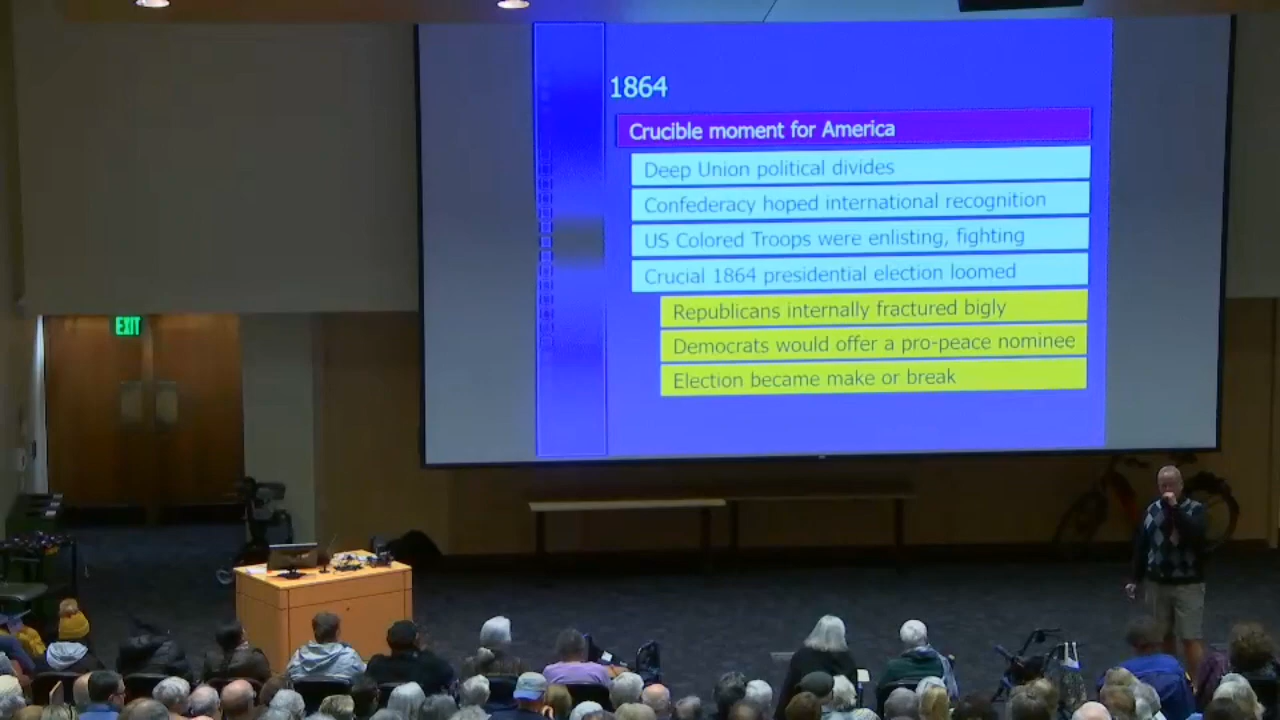 1864
Crucible moment for America
Deep Union political divides
Confederacy hoped international recognition
US Colored Troops were enlisting, fighting
Crucial 1864 presidential election loomed
Republicans internally fractured bigly
Democrats would offer a pro-peace nominee
Election became make or break
EXIT